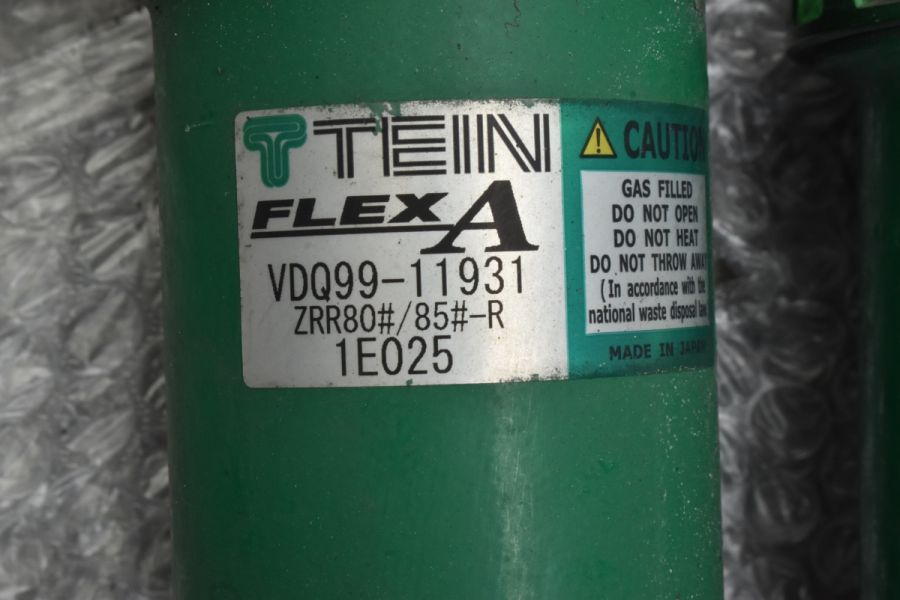 TEIN
FLEX A
VDQ99-11931
ZRR80#/85#-R
1E025
CAUTION
GAS FILLED
DO NOT OPEN
DO NOT HEAT
DO NOT THROW AWAY
(In accordance with the
national waste disposal law
MADE IN JAPAN